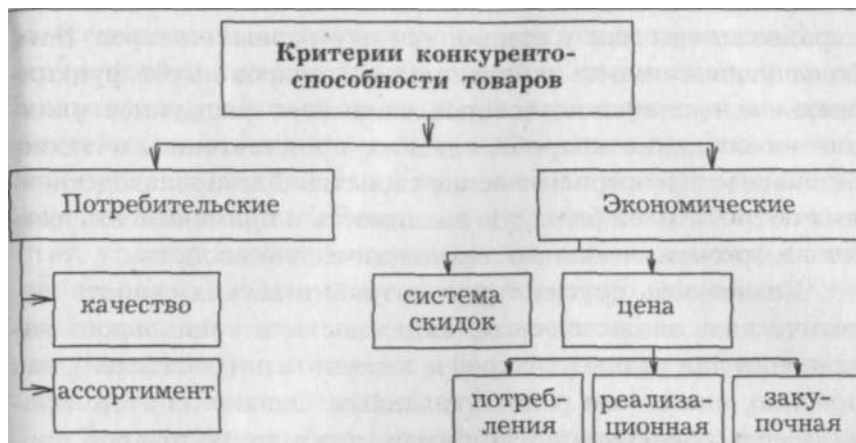 Критерии конкуренто-
способности товаров
Потребительские
Экономические
качество
система
скидок
цена
ассортимент
потреб-
ления
реализа-
ционная
заку-
почная